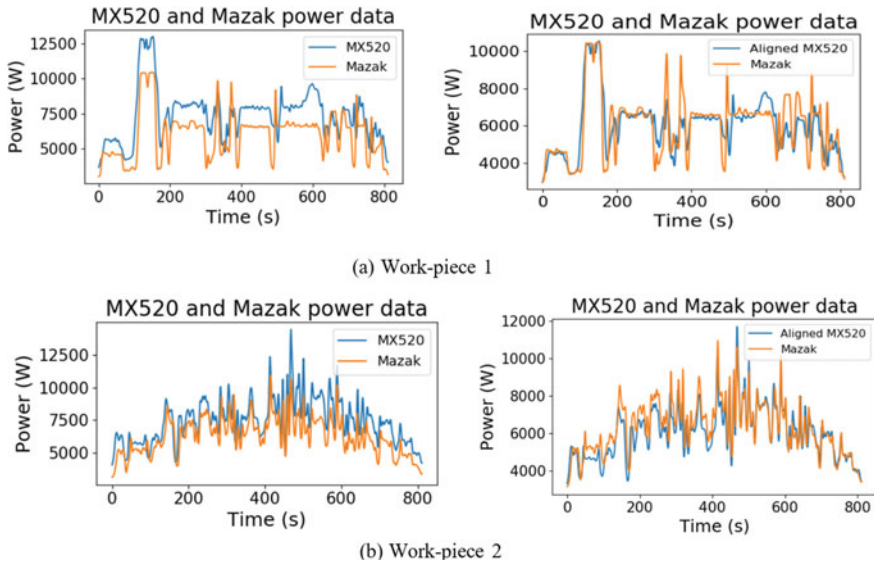 MX520 and Mazak power data
12500
10000
7500
5000
Power (W)
MX520
Mazak
0 200 400 600 800
Time (s)
MX520 and Mazak power data
10000
8000
6000
4000
Power (W)
Aligned MX520
Mazak
0 200 400 600 800
Time (s)
(a) Work-piece 1
MX520 and Mazak power data
12500
10000
7500
5000
Power (W)
MX520
Mazak
0 200 400 600 800
Time (s)
MX520 and Mazak power data
12000
10000
8000
6000
4000
Power (W)
Aligned MX520
Mazak
0 200 400 600 800
Time (s)
(b) Work-piece 2